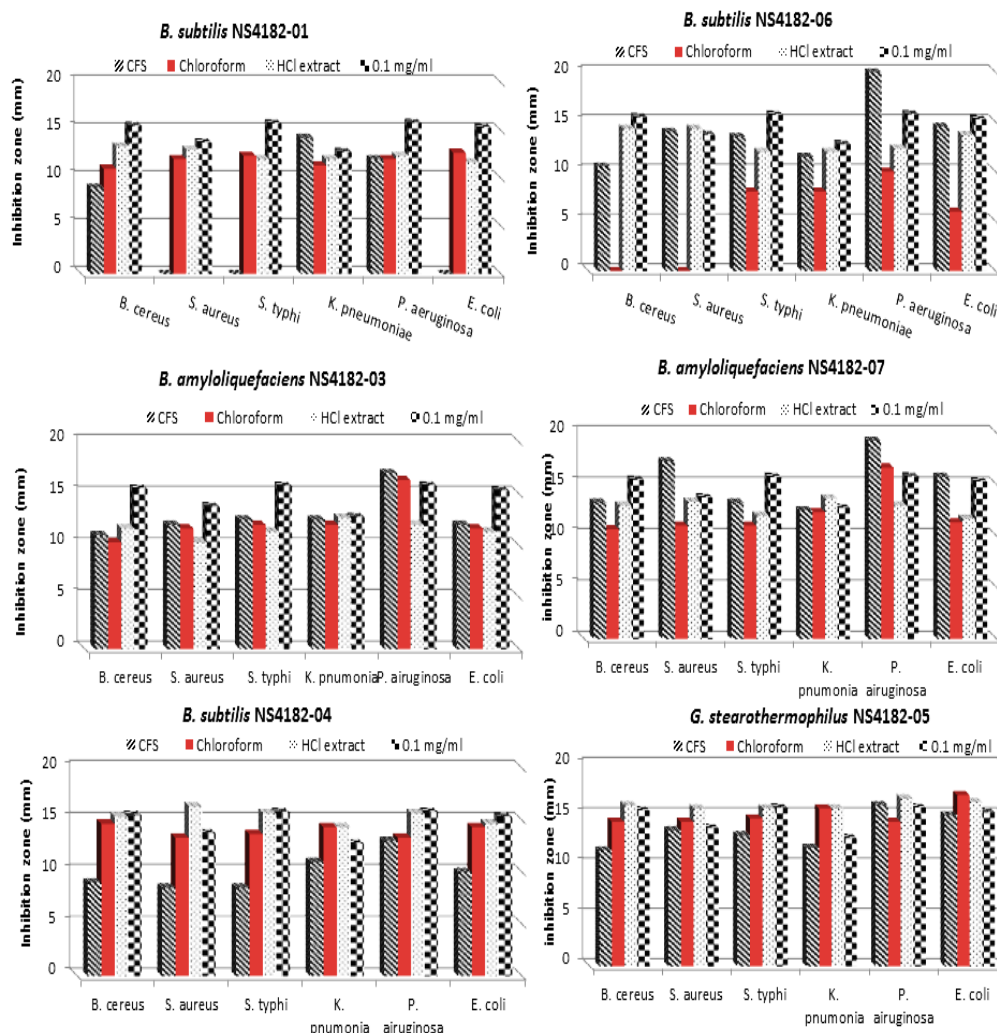 B. subtilis NS4182-01
CFS Chloroform HCl extract 0.1 mg/ml
Inhibition zone (mm)
20
15
10
5
0
B. cereus S. aureus S. typhi K. pneumoniae P. aeruginosa E. coli
B. subtilis NS4182-06
CFS Chloroform HCl extract 0.1 mg/ml
Inhibition zone (mm)
20
15
10
5
0
B. cereus S. aureus S. typhi K. pneumoniae P. aeruginosa E. coli
B. amyloliquefaciens NS4182-03
CFS Chloroform HCl extract 0.1 mg/ml
Inhibition zone (mm)
20
15
10
5
0
B. cereus S. aureus S. typhi K. pnumonia P. airuginosa E. coli
B. amyloliquefaciens NS4182-07
CFS Chloroform HCl extract 0.1 mg/ml
inhibition zone (mm)
20
15
10
5
0
B. cereus S. aureus S. typhi K. P. E. coli
pnumonia airuginosa
B. subtilis NS4182-04
CFS Chloroform HCl extract 0.1 mg/ml
Inhibition zone (mm)
20
15
10
5
0
B. cereus S. aureus S. typhi K. P. E. coli
pnumonia airuginosa
G. stearothermophilus NS4182-05
CFS Chloroform HCl extract 0.1 mg/ml
inhibition zone (mm)
20
15
10
5
0
B. cereus S. aureus S. typhi K. P. E. coli
pnumonia airuginosa